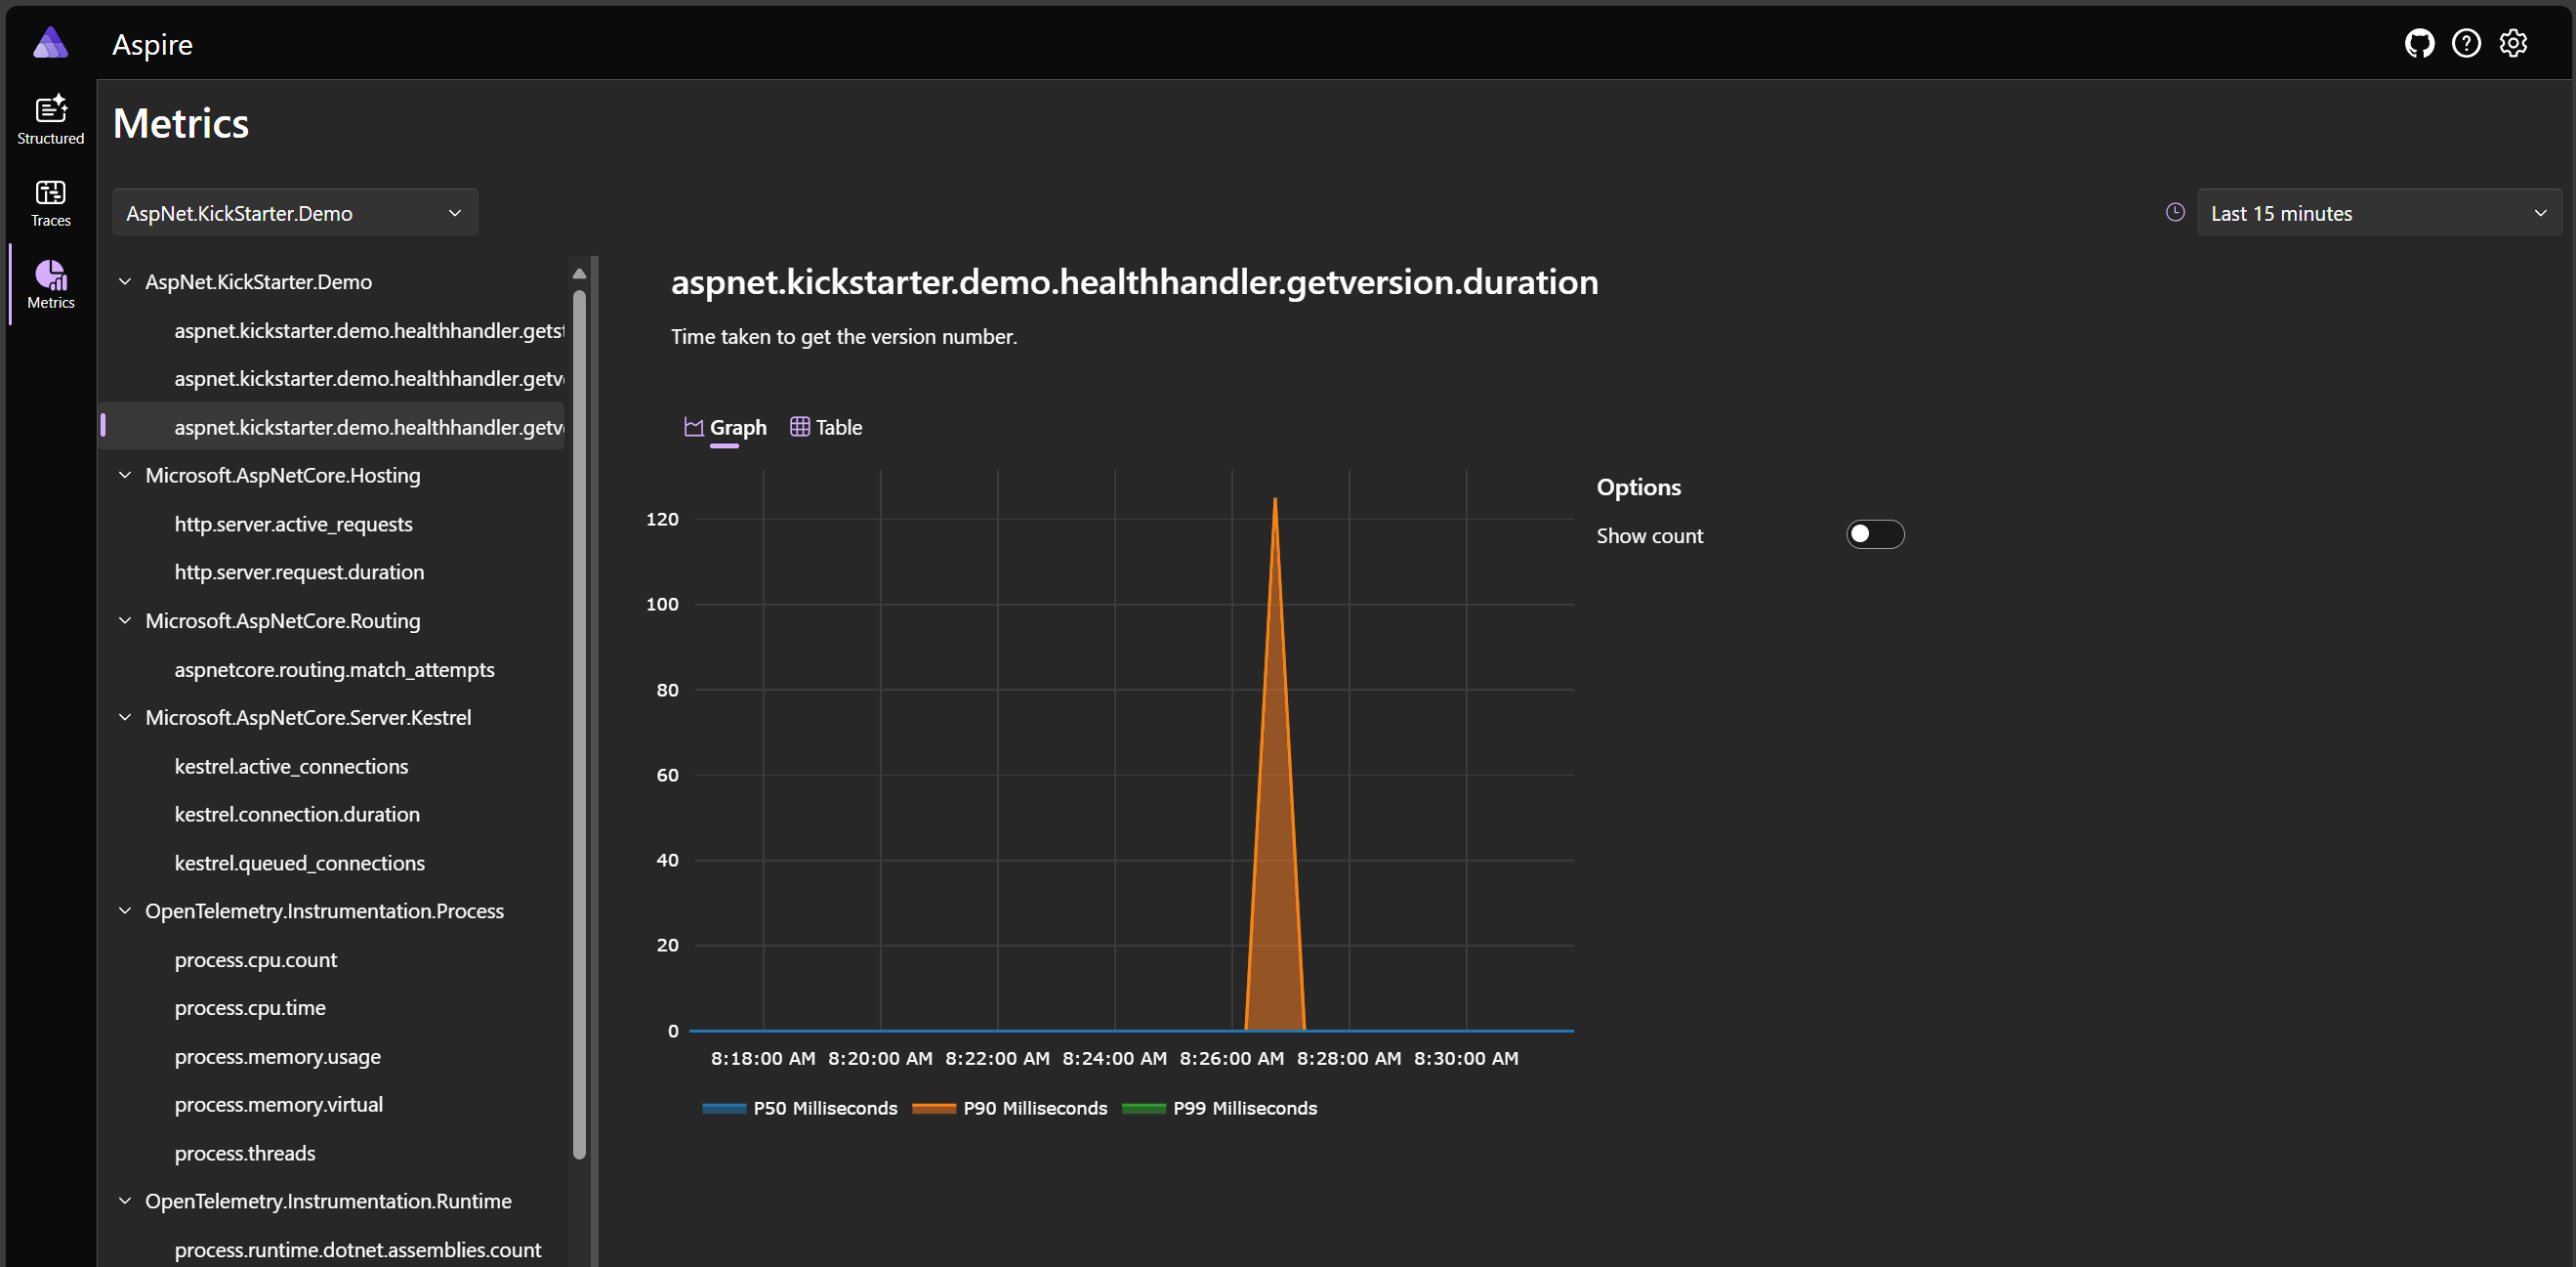 Aspire
Structured
Traces
Metrics
Metrics
AspNet.KickStarter.Demo
Last 15 minutes
AspNet.KickStarter.Demo
aspnet.kickstarter.demo.healthhandler.getst
aspnet.kickstarter.demo.healthhandler.getv
aspnet.kickstarter.demo.healthhandler.getv
Microsoft.AspNetCore.Hosting
http.server.active_requests
http.server.request.duration
Microsoft.AspNetCore.Routing
aspnetcore.routing.match_attempts
Microsoft.AspNetCore.Server.Kestrel
kestrel.active_connections
kestrel.connection.duration
kestrel.queued_connections
OpenTelemetry.Instrumentation.Process
process.cpu.count
process.cpu.time
process.memory.usage
process.memory.virtual
process.threads
OpenTelemetry.Instrumentation.Runtime
process.runtime.dotnet.assemblies.count
aspnet.kickstarter.demo.healthhandler.getversion.duration
Time taken to get the version number.
Graph Table
120
100
80
60
40
20
0
8:18:00 AM 8:20:00 AM 8:22:00 AM 8:24:00 AM 8:26:00 AM 8:28:00 AM 8:30:00 AM
P50 Milliseconds P90 Milliseconds P99 Milliseconds
Options
Show count